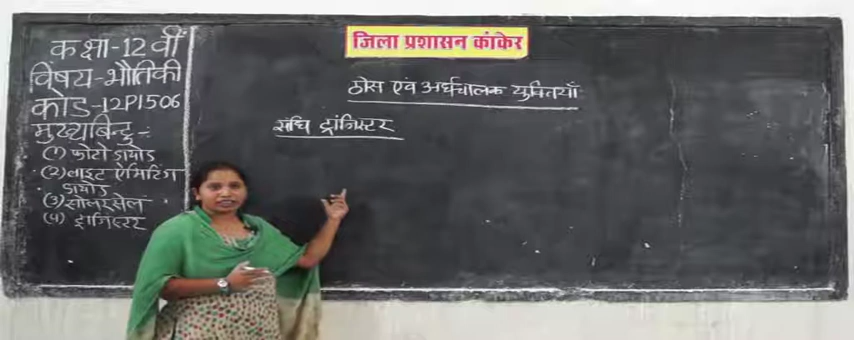 जिला प्रशासन कांकेर
कक्षा-12 वीं
विषय-भौतिकी
कोड-12P1506
मुख्यबिन्दु -:
(1) फोटो डायोड
(2) लाइट ऐमिटिंग
डायोड
(3) सोलर सेल
(4) ट्रांजिस्टर
ठोस एवं अर्धचालक युक्तियाँ
संधि ट्रांजिस्टर